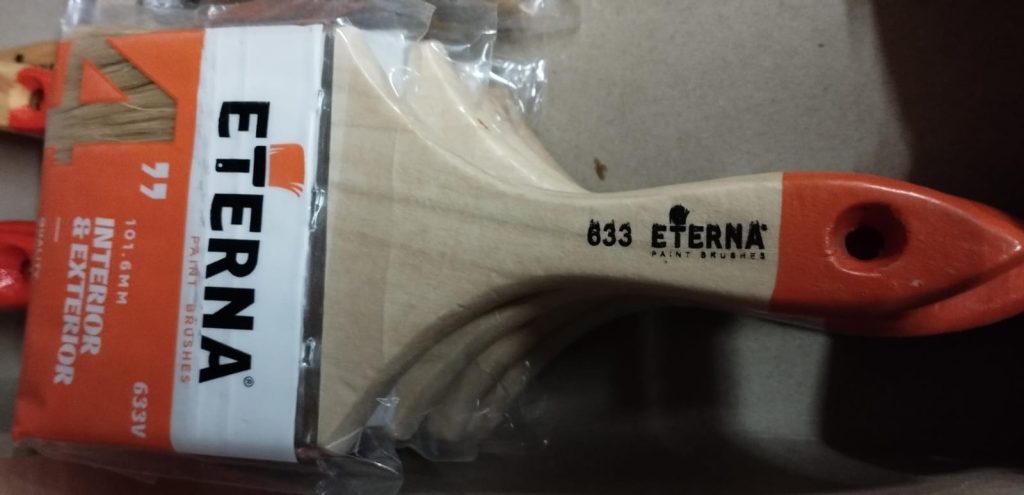 4”
101.6MM
INTERIOR
& EXTERIOR
633V
ETERNA®
PAINT BRUSHES
633 ETERNA®
PAINT BRUSHES